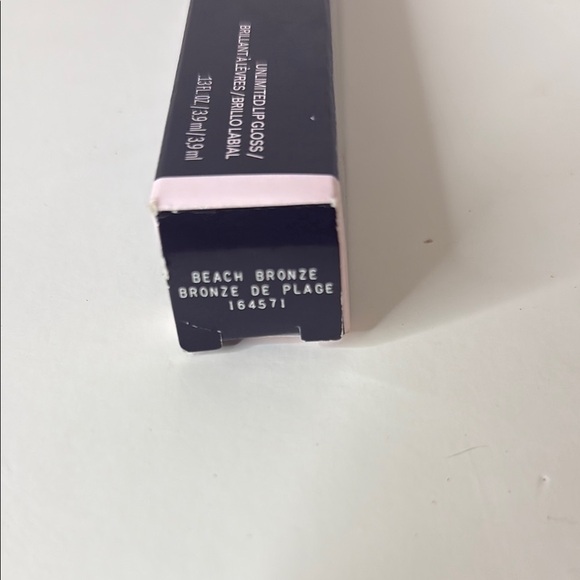 UNLIMITED LIP GLOSS /
BRILLANT À LÈVRES / BRILLO LABIAL
.13 FL. OZ. / 3.9 ml / 3,9 ml
BEACH BRONZE
BRONZE DE PLAGE
164571